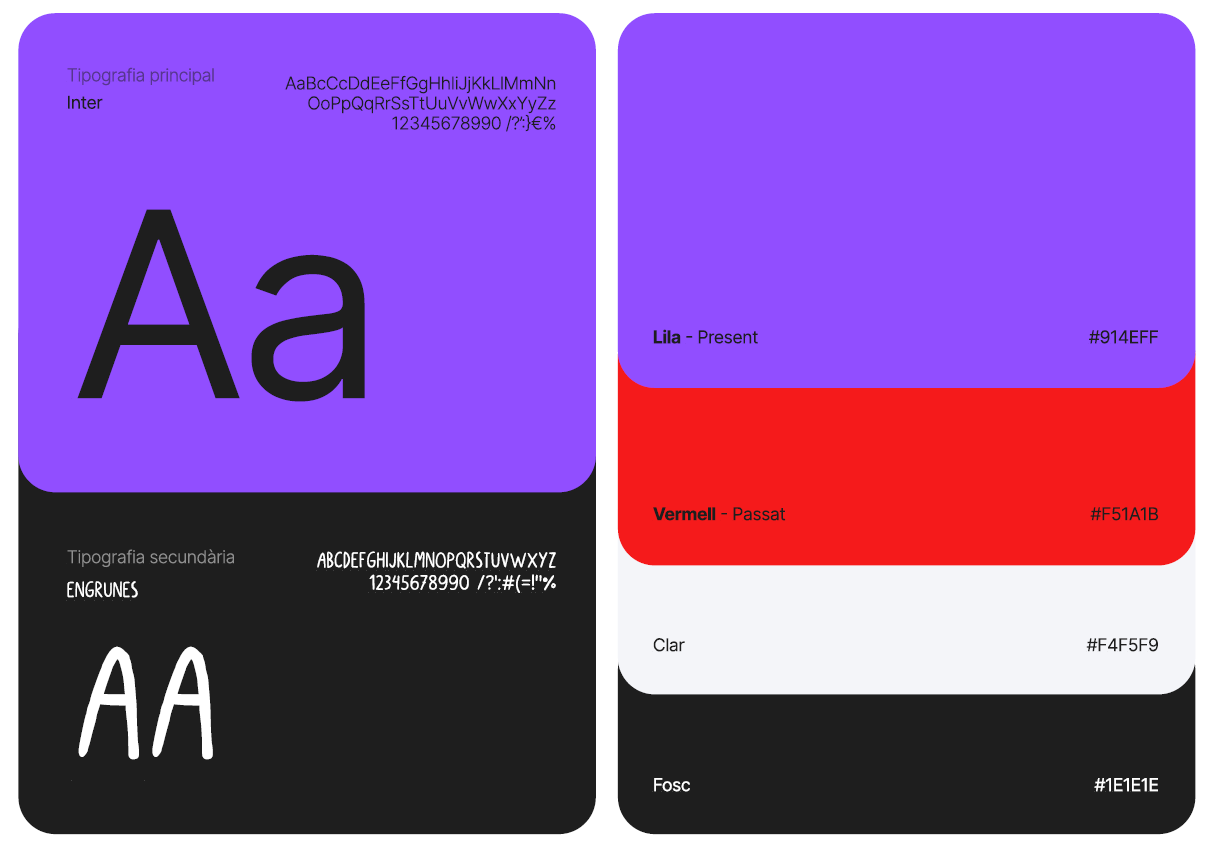 Tipografia principal
Inter
AaBcCcDdEeFfGgHhIiJjKkLlMmNn
OoPpQqRrSsTtUuVvWwXxYyZz
12345678990 /?':}€%
Aa
Tipografia secundària
ENGRUNES
ABCDEFGHIJKLMNOPQRSTUVWXYZ
12345678990 /?':#(=!"%
AA
Lila - Present #914EFF
Vermell - Passat #F51A1B
Clar #F4F5F9
Fosc #1E1E1E